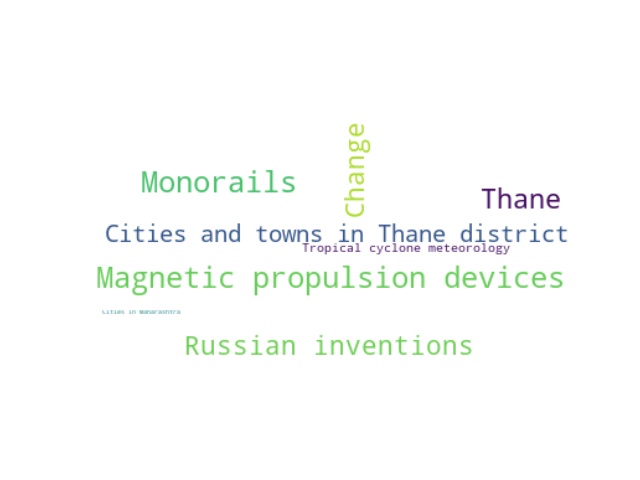 Change
Monorails
Thane
Cities and towns in Thane district
Tropical cyclone meteorology
Magnetic propulsion devices
Cities in Maharashtra
Russian inventions